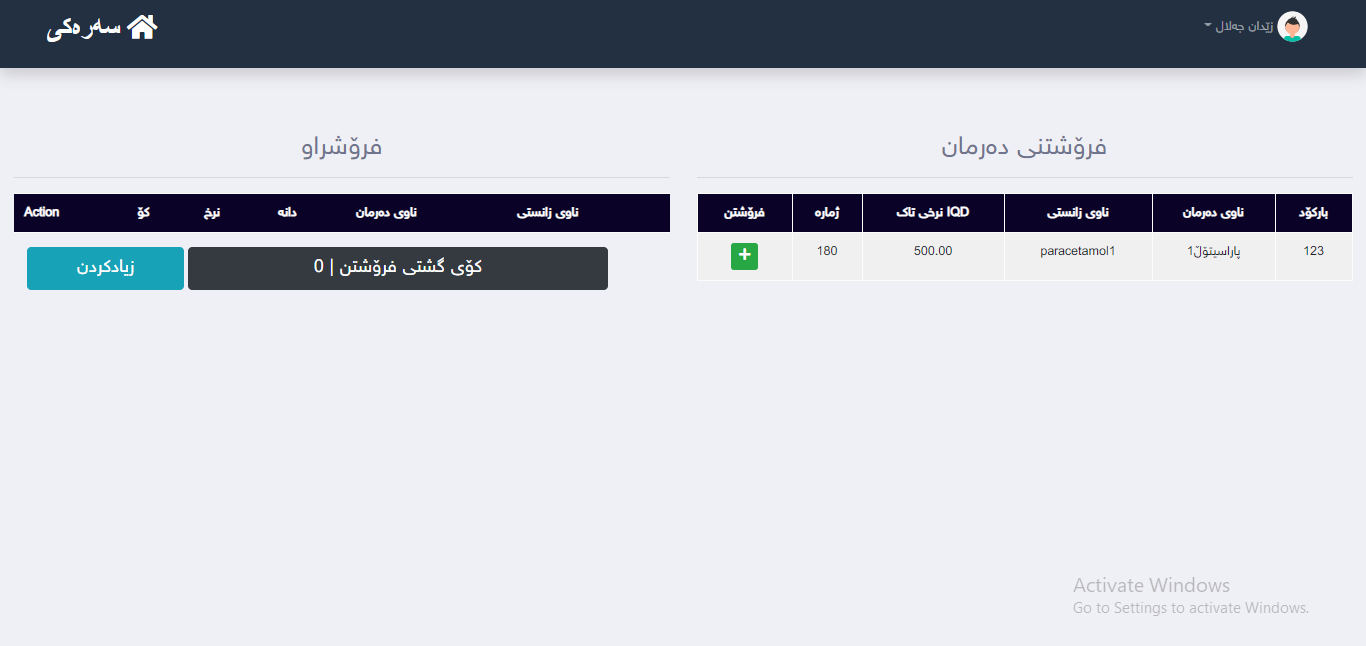 سەرەکی
زێدان جەلال
فرۆشتنی دەرمان
بارکۆد ناوی دەرمان ناوی زانستی نرخی تاک IQD ژمارە فرۆشتن
123 پاراسیتۆڵ1 paracetamol1 500.00 180 +
فرۆشراو
ناوی زانستی ناوی دەرمان دانە نرخ کۆ Action
کۆی گشتی فرۆشتن | 0
زیادکردن
Activate Windows
Go to Settings to activate Windows.